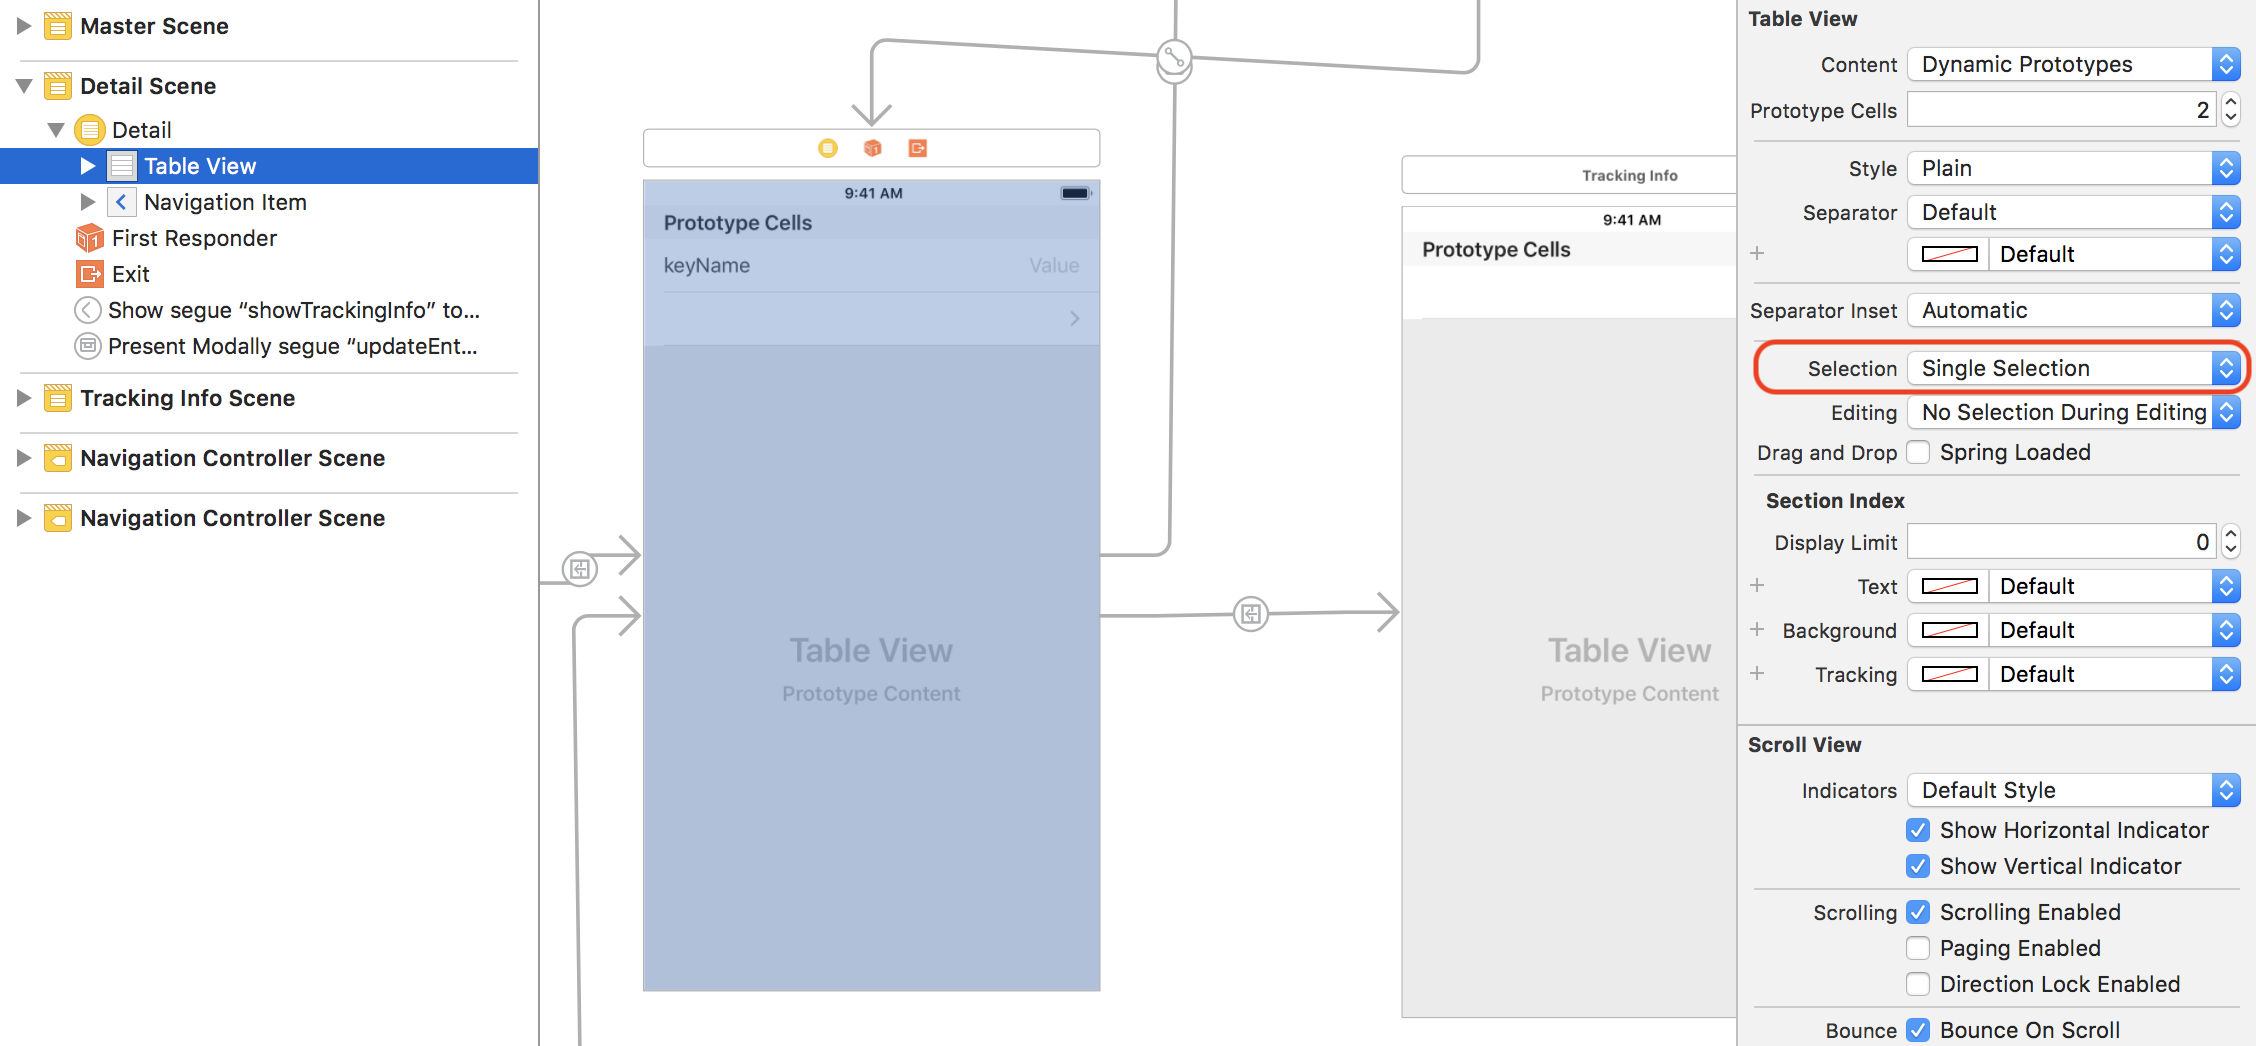 Master Scene
Detail Scene
Detail
Table View
Navigation Item
First Responder
Exit
Show segue “showTrackingInfo” to...
Present Modally segue “updateEnt...
Tracking Info Scene
Navigation Controller Scene
Navigation Controller Scene
9:41 AM
Prototype Cells
keyName Value
Table View
Prototype Content
Tracking Info
9:41 AM
Prototype Cells
Table View
Prototype Content
Table View
Content Dynamic Prototypes
Prototype Cells 2
Style Plain
Separator Default
Default
Separator Inset Automatic
Selection Single Selection
Editing No Selection During Editing
Drag and Drop Spring Loaded
Section Index
Display Limit 0
Text Default
Background Default
Tracking Default
Scroll View
Indicators Default Style
Show Horizontal Indicator
Show Vertical Indicator
Scrolling Scrolling Enabled
Paging Enabled
Direction Lock Enabled
Bounce Bounce On Scroll